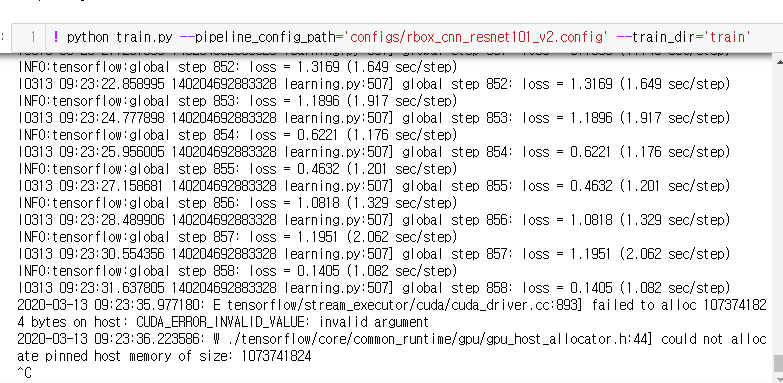 1 ! python train.py --pipeline_config_path='configs/rbox_cnn_resnet101_v2.config' --train_dir='train'
INFO:tensorflow:global step 852: loss = 1.3169 (1.649 sec/step)
I0313 09:23:22.858995 140204692883328 learning.py:507] global step 852: loss = 1.3169 (1.649 sec/step)
INFO:tensorflow:global step 853: loss = 1.1896 (1.917 sec/step)
I0313 09:23:24.777898 140204692883328 learning.py:507] global step 853: loss = 1.1896 (1.917 sec/step)
INFO:tensorflow:global step 854: loss = 0.6221 (1.176 sec/step)
I0313 09:23:25.956005 140204692883328 learning.py:507] global step 854: loss = 0.6221 (1.176 sec/step)
INFO:tensorflow:global step 855: loss = 0.4632 (1.201 sec/step)
I0313 09:23:27.158681 140204692883328 learning.py:507] global step 855: loss = 0.4632 (1.201 sec/step)
INFO:tensorflow:global step 856: loss = 1.0818 (1.329 sec/step)
I0313 09:23:28.489906 140204692883328 learning.py:507] global step 856: loss = 1.0818 (1.329 sec/step)
INFO:tensorflow:global step 857: loss = 1.1951 (2.062 sec/step)
I0313 09:23:30.554356 140204692883328 learning.py:507] global step 857: loss = 1.1951 (2.062 sec/step)
INFO:tensorflow:global step 858: loss = 0.1405 (1.082 sec/step)
I0313 09:23:31.637805 140204692883328 learning.py:507] global step 858: loss = 0.1405 (1.082 sec/step)
2020-03-13 09:23:35.977180: E tensorflow/stream_executor/cuda/cuda_driver.cc:893] failed to alloc 107374182
4 bytes on host: CUDA_ERROR_INVALID_VALUE: invalid argument
2020-03-13 09:23:36.223586: W ./tensorflow/core/common_runtime/gpu/gpu_host_allocator.h:44] could not alloc
ate pinned host memory of size: 1073741824
^C